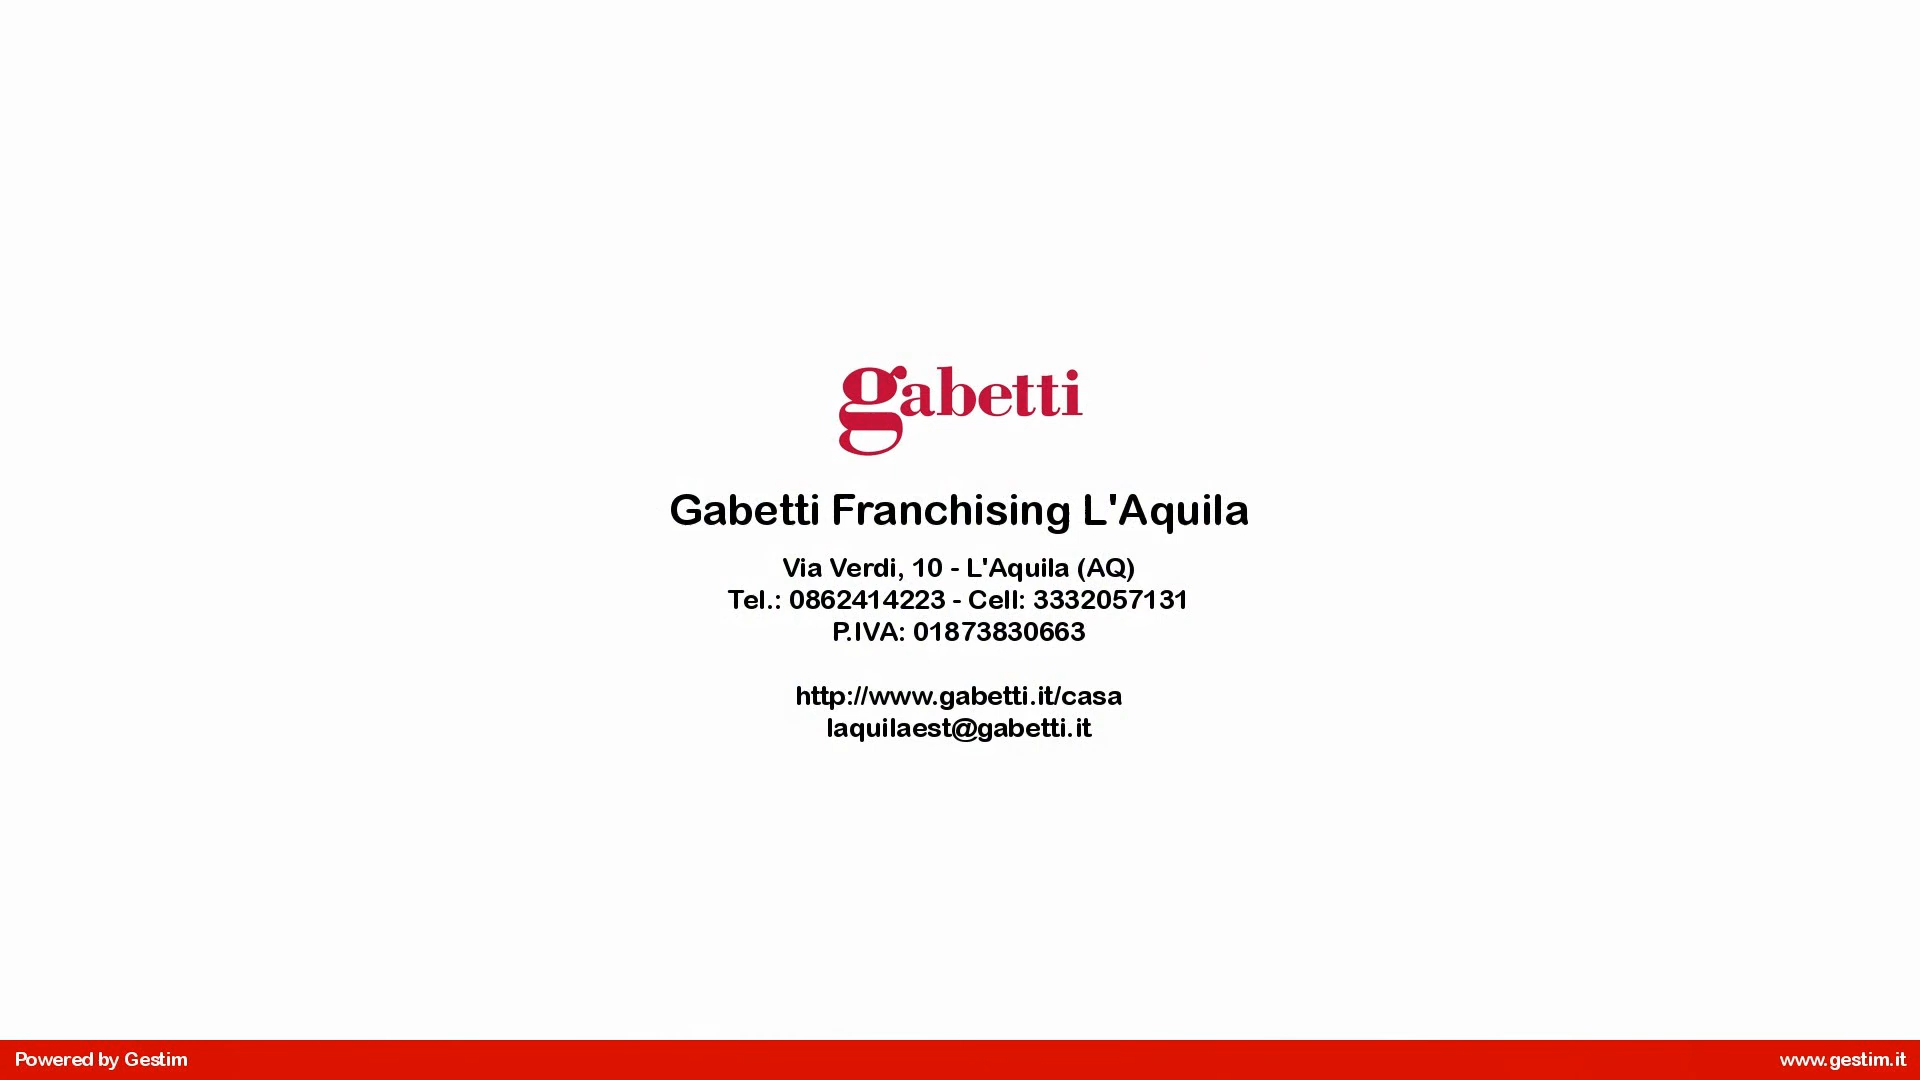 gabetti
Gabetti Franchising L'Aquila
Via Verdi, 10 - L'Aquila (AQ)
Tel.: 0862414223 - Cell: 3332057131
P.IVA: 01873830663
http://www.gabetti.it/casa
laquilaest@gabetti.it
Powered by Gestim
www.gestim.it